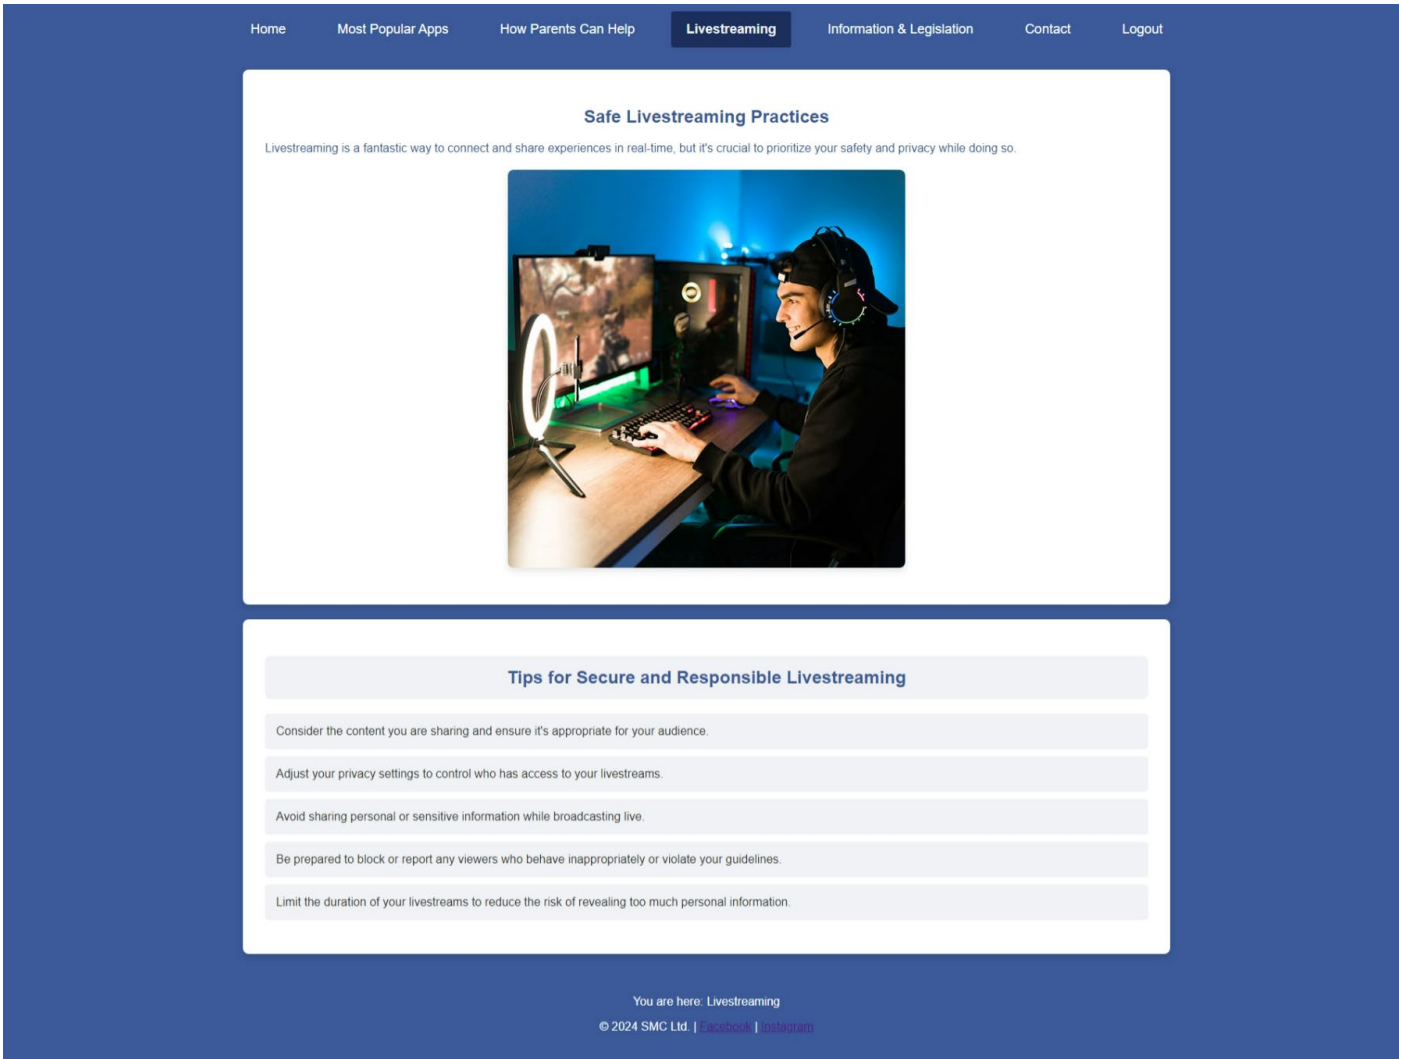 Home Most Popular Apps How Parents Can Help Livestreaming Information & Legislation Contact Logout
Safe Livestreaming Practices
Livestreaming is a fantastic way to connect and share experiences in real-time, but it's crucial to prioritize your safety and privacy while doing so.
Tips for Secure and Responsible Livestreaming
Consider the content you are sharing and ensure it's appropriate for your audience.
Adjust your privacy settings to control who has access to your livestreams.
Avoid sharing personal or sensitive information while broadcasting live.
Be prepared to block or report any viewers who behave inappropriately or violate your guidelines.
Limit the duration of your livestreams to reduce the risk of revealing too much personal information.
You are here: Livestreaming
© 2024 SMC Ltd. | Facebook | Instagram